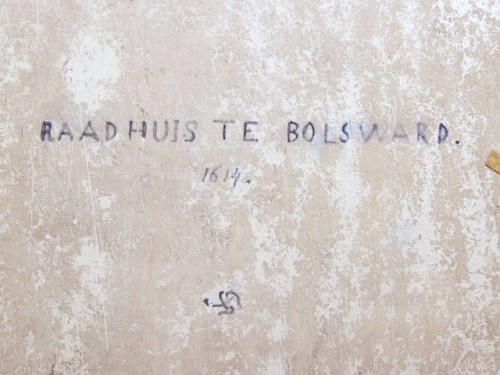 RAADHUIS TE BOLSWARD.
1614.